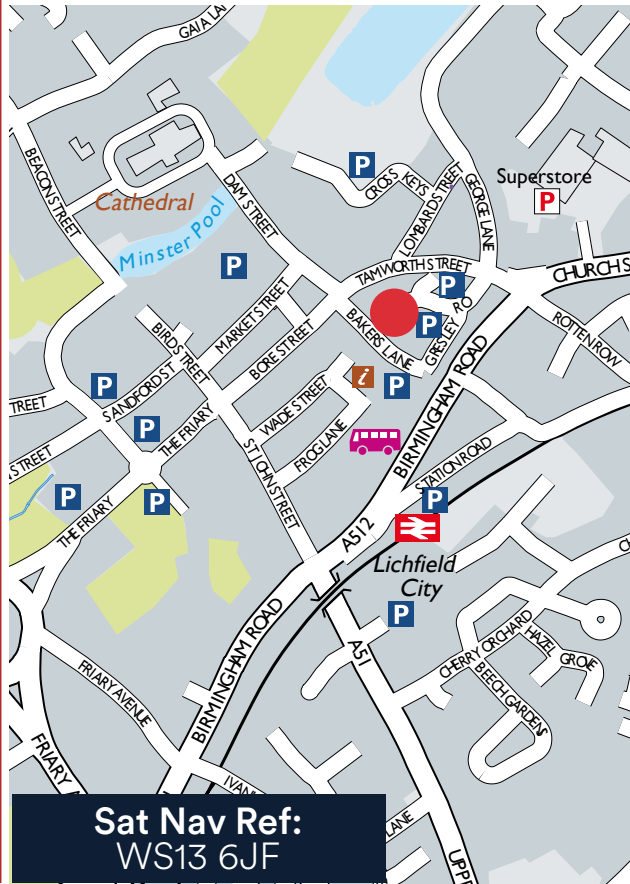 GAIA LA
BEACON STREET
Cathedral
DAM STREET
Minster Pool
P
CROSS KEYS
LOMBARD STREET
GEORGE LANE
Superstore
P
P
TAMWORTH STREET
P
CHURCH S
MARKET STREET
BIRDS STREET
BORE STREET
BAKERS LANE
P
GRESLEY RO
ROTTEN ROW
P
SANDFORD ST
TREET
P
THE FRIARY
WADE STREET
i
P
FROG LANE
BIRMINGHAM ROAD
STATION ROAD
ST JOHN STREET
N STREET
P
P
THE FRIARY
P
A512
Lichfield
City
P
A51
BIRMINGHAM ROAD
CHERRY ORCHARD
HAZEL GROVE
BEECH GARDENS
FRIARY AVENUE
FRIARY A
IVAN
LANE
UPPE
Sat Nav Ref:
WS13 6JF